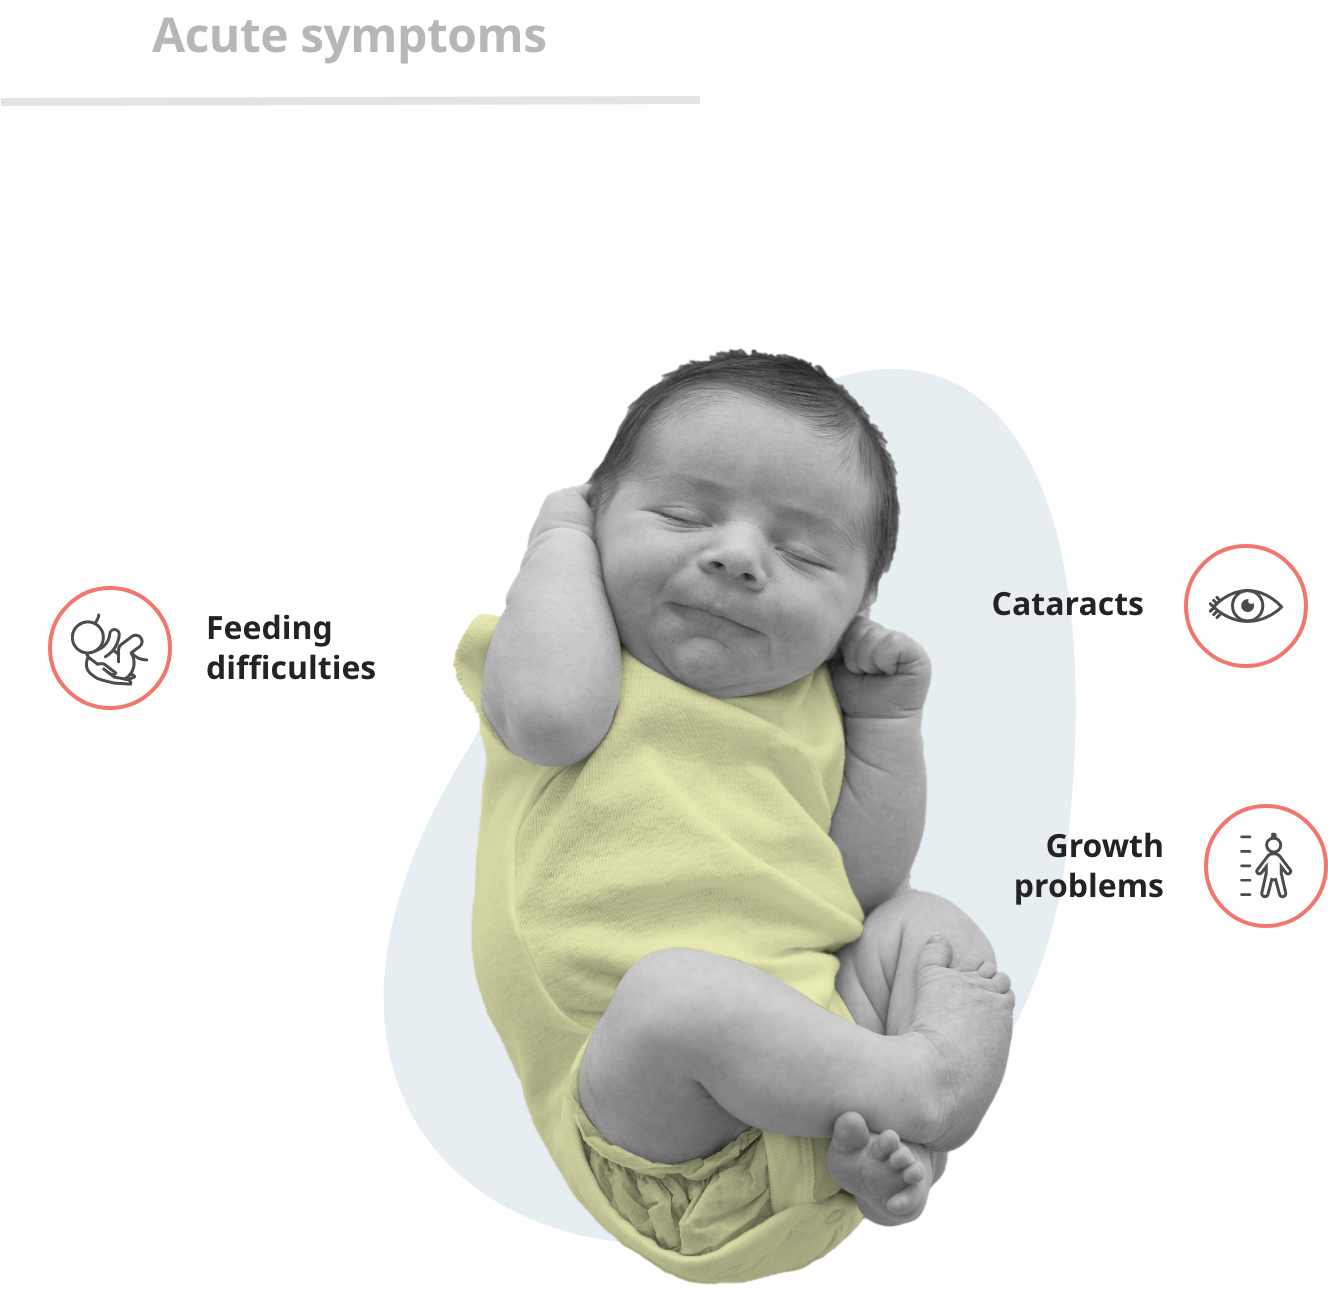 Acute symptoms
Feeding
difficulties
Cataracts
Growth
problems